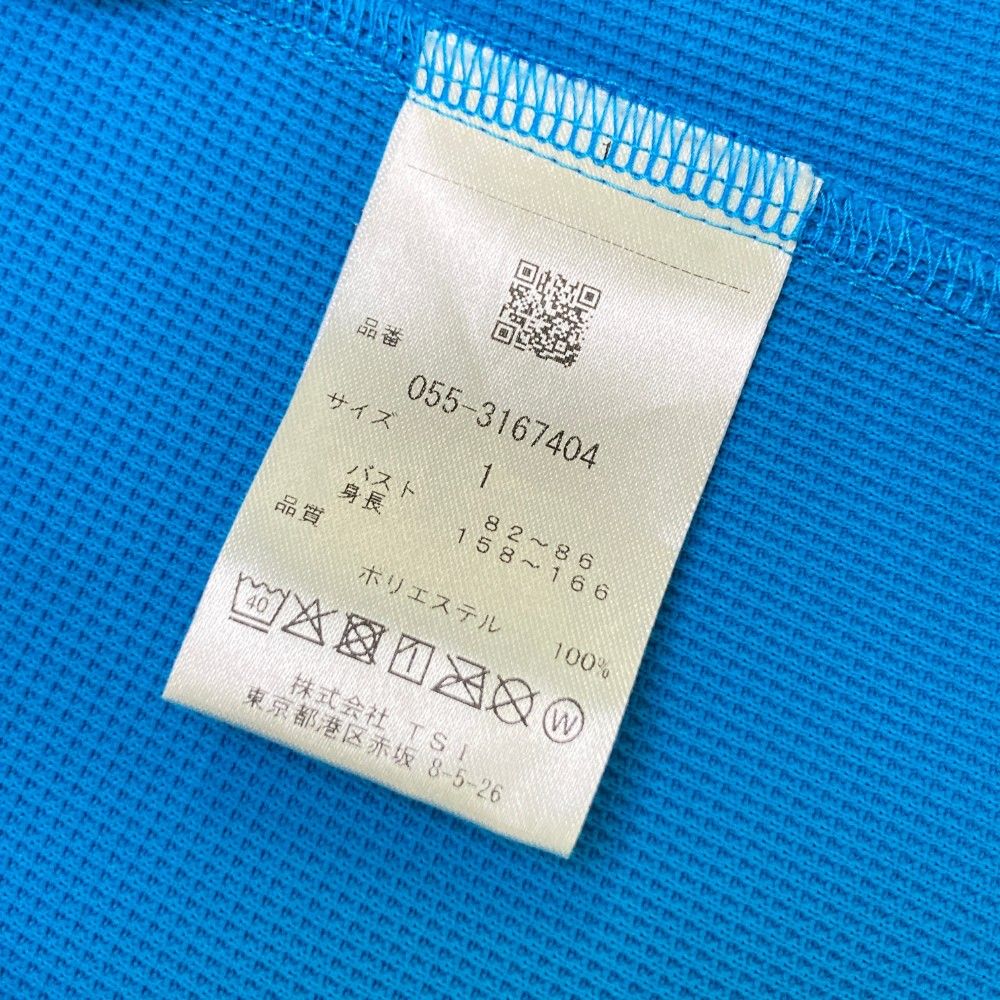 1
品番
055-3167404
サイズ
1
バスト 82～86
身長 158～166
品質
ポリエステル 100%
40
W
株式会社 TSI
東京都港区赤坂 8-5-26